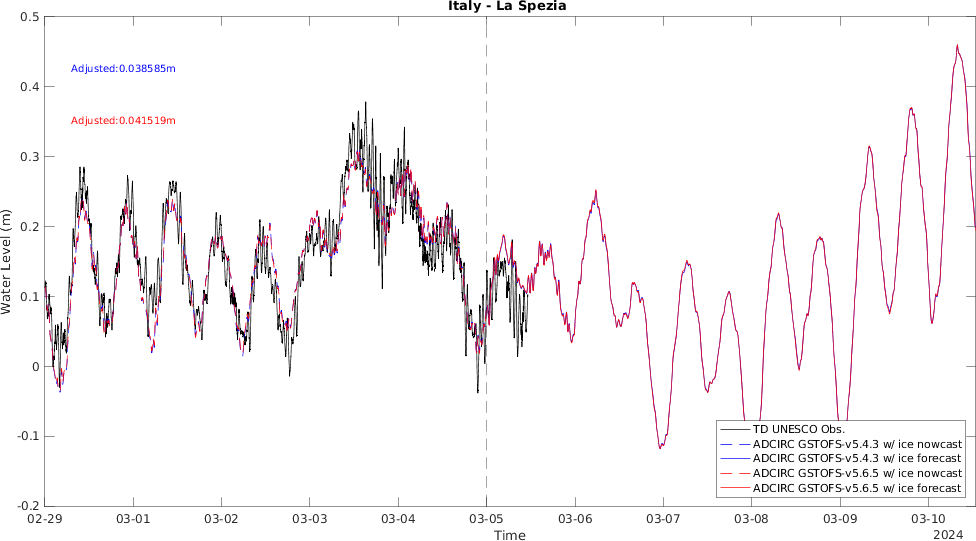 Italy - La Spezia
0.5
0.4
0.3
0.2
0.1
0
-0.1
-0.2
Water Level (m)
Adjusted:0.038585m
Adjusted:0.041519m
TD UNESCO Obs.
ADCIRC GSTOFS-v5.4.3 w/ ice nowcast
ADCIRC GSTOFS-v5.4.3 w/ ice forecast
ADCIRC GSTOFS-v5.6.5 w/ ice nowcast
ADCIRC GSTOFS-v5.6.5 w/ ice forecast
02-29 03-01 03-02 03-03 03-04 03-05 03-06 03-07 03-08 03-09 03-10
Time
2024